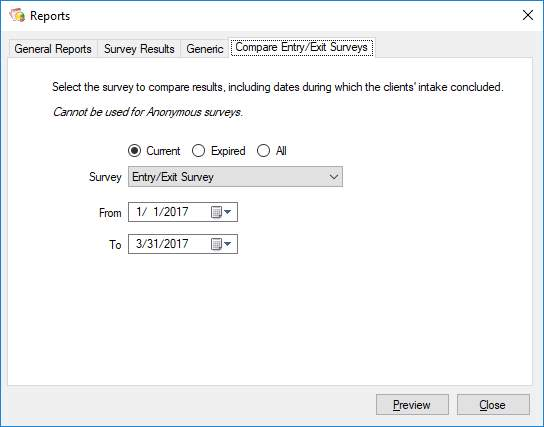 Reports
General Reports Survey Results Generic Compare Entry/Exit Surveys
Select the survey to compare results, including dates during which the clients' intake concluded.
Cannot be used for Anonymous surveys.
Current Expired All
Survey Entry/Exit Survey
From 1/ 1/2017
To 3/31/2017
Preview Close